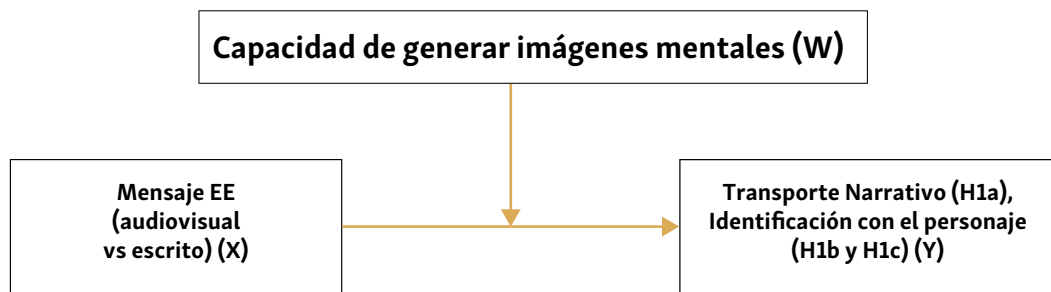 Capacidad de generar imágenes mentales (W)
Mensaje EE
(audiovisual
vs escrito) (X)
Transporte Narrativo (H1a),
Identificación con el personaje
(H1b y H1c) (Y)